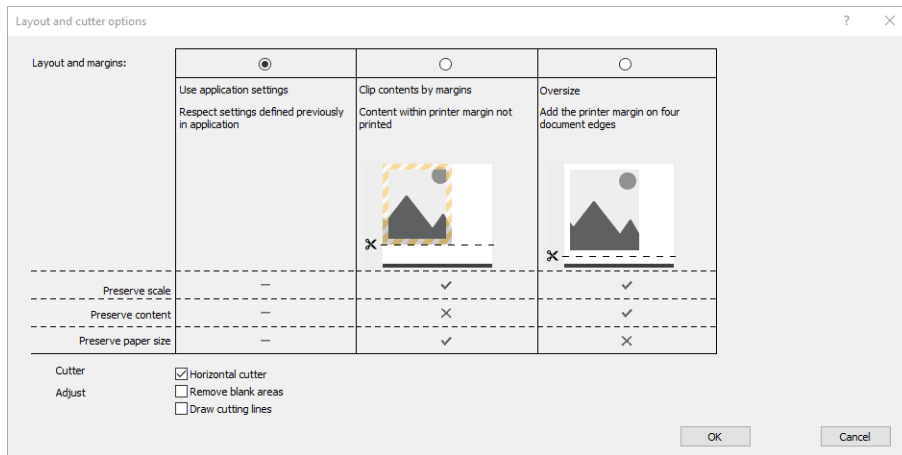 Layout and cutter options
Layout and margins:
Use application settings
Respect settings defined previously
in application
Clip contents by margins
Content within printer margin not
printed
Oversize
Add the printer margin on four
document edges
Preserve scale
Preserve content
Preserve paper size
Cutter
Horizontal cutter
Adjust
Remove blank areas
Draw cutting lines
OK
Cancel